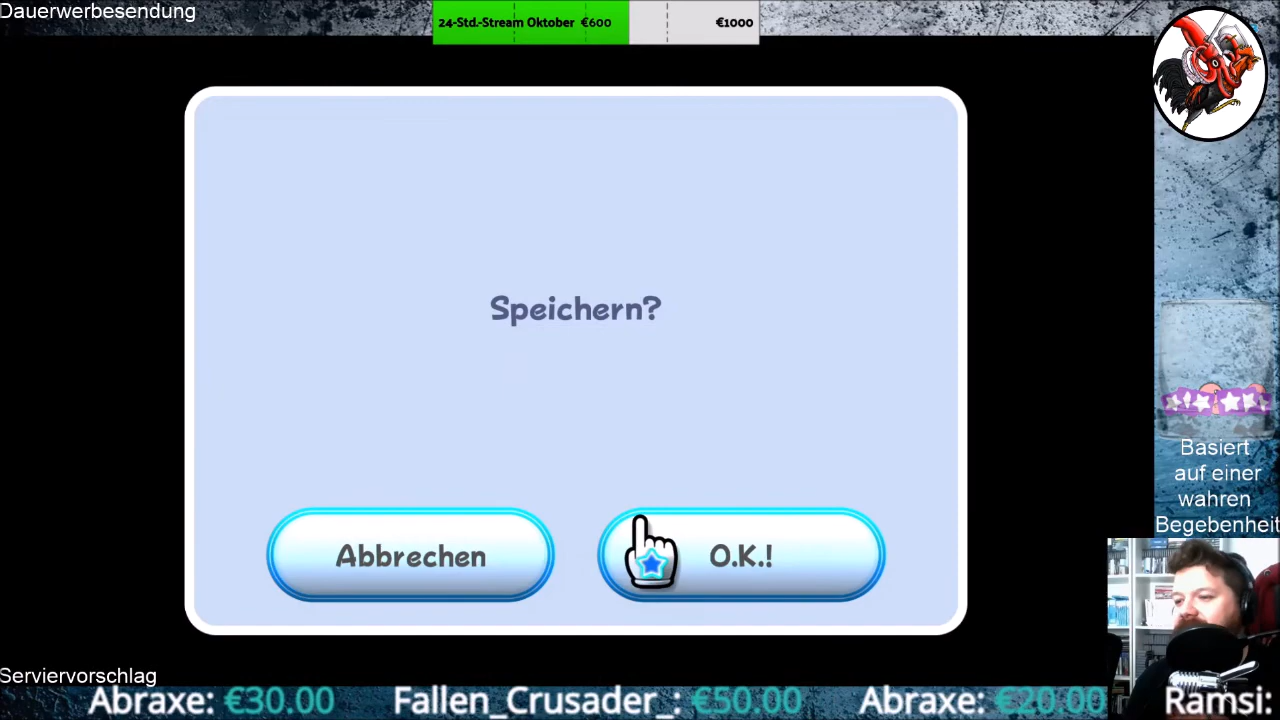 Dauerwerbesendung
24-Std.-Stream Oktober €600 €1000
Speichern?
Abbrechen
O.K.!
Basiert
auf einer
wahren
Begebenheit
Serviervorschlag
Abraxe: €30.00 Fallen_Crusader_: €50.00 Abraxe: €20.00 Ramsi: